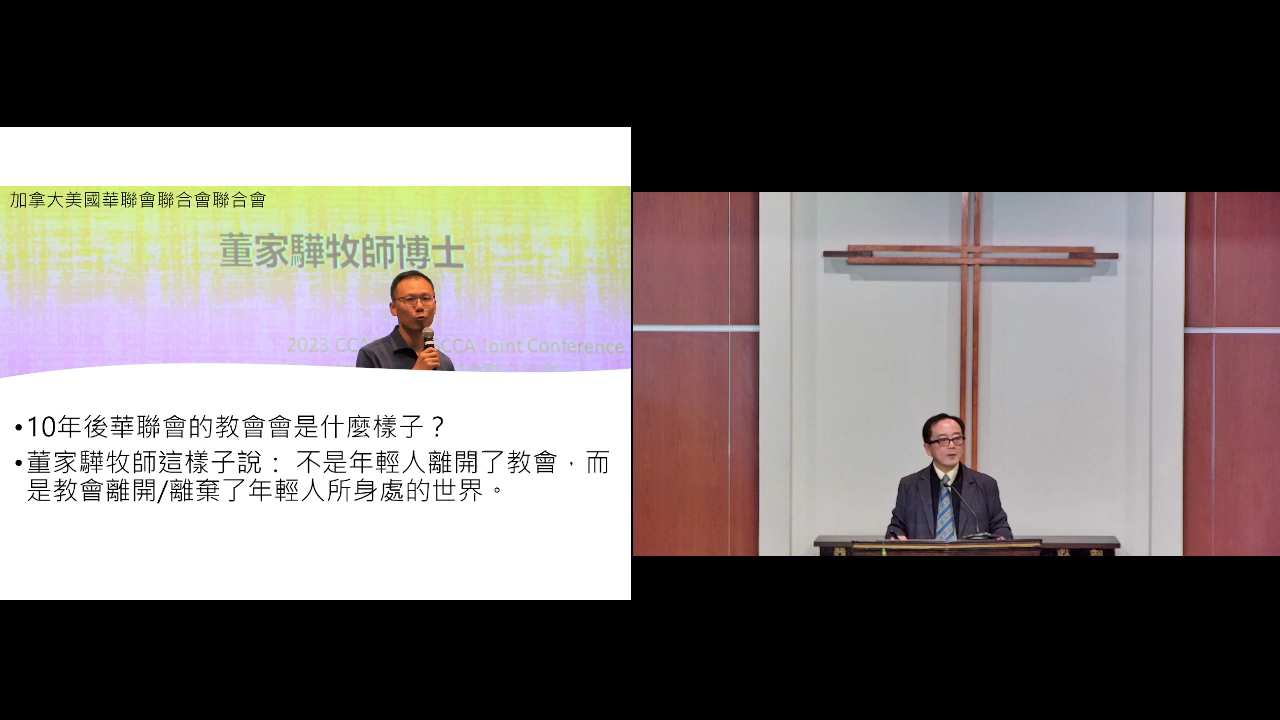 加拿大美國華聯會聯合會聯合會
董家驊牧師博士
2023 CCA CCA Joint Conference
•10年後華聯會的教會會是什麼樣子？
•董家驊牧師這樣子說： 不是年輕人離開了教會，而
是教會離開/離棄了年輕人所身處的世界。